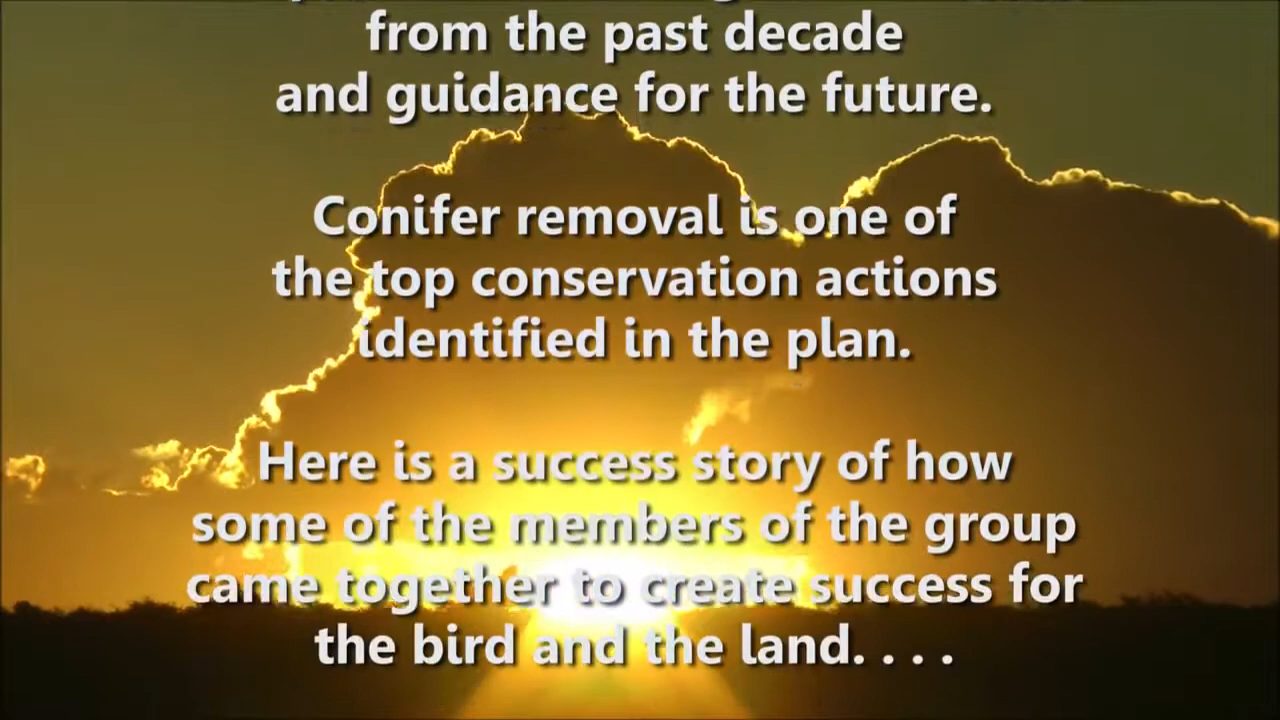 from the past decade
and guidance for the future.
Conifer removal is one of
the top conservation actions
identified in the plan.
Here is a success story of how
some of the members of the group
came together to create success for
the bird and the land. . . .